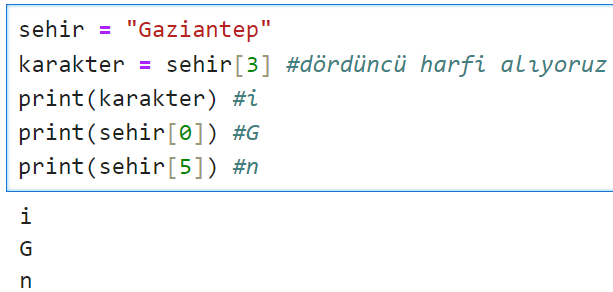 sehir = "Gaziantep"
karakter = sehir[3] #dördüncü harfi alıyoruz
print(karakter) #i
print(sehir[0]) #G
print(sehir[5]) #n
i
G
n